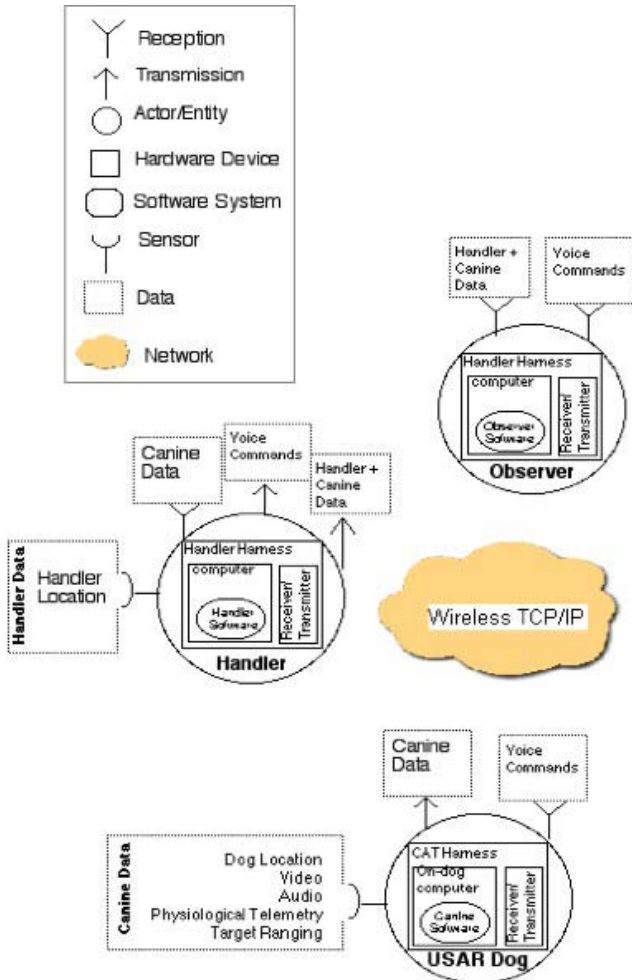 Reception
Transmission
Actor/Entity
Hardware Device
Software System
Sensor
Data
Network
Handler +
Canine
Data
Voice
Commands
Handler Harness
computer
Observer
Software
Receiver/
Transmitter
Observer
Canine
Data
Voice
Commands
Handler +
Canine
Data
Handler Data
Handler
Location
Handler Harness
computer
Handler
Software
Receiver/
Transmitter
Handler
Wireless TCP/IP
Canine
Data
Voice
Commands
Canine Data
Dog Location
Video
Audio
Physiological Telemetry
Target Ranging
CAT Harness
On-dog
computer
Canine Software
Receiver/
Transmitter
USAR Dog